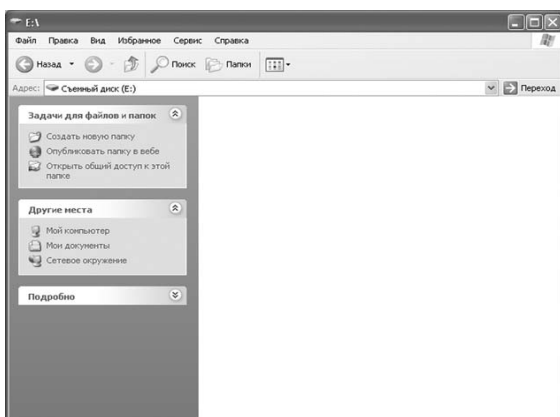 E:\
Файл Правка Вид Избранное Сервис Справка
Назад Поиск Папки
Адрес: Съемный диск (E:) Переход
Задачи для файлов и папок
Создать новую папку
Опубликовать папку в вебе
Открыть общий доступ к этой
папке
Другие места
Мой компьютер
Мои документы
Сетевое окружение
Подробно